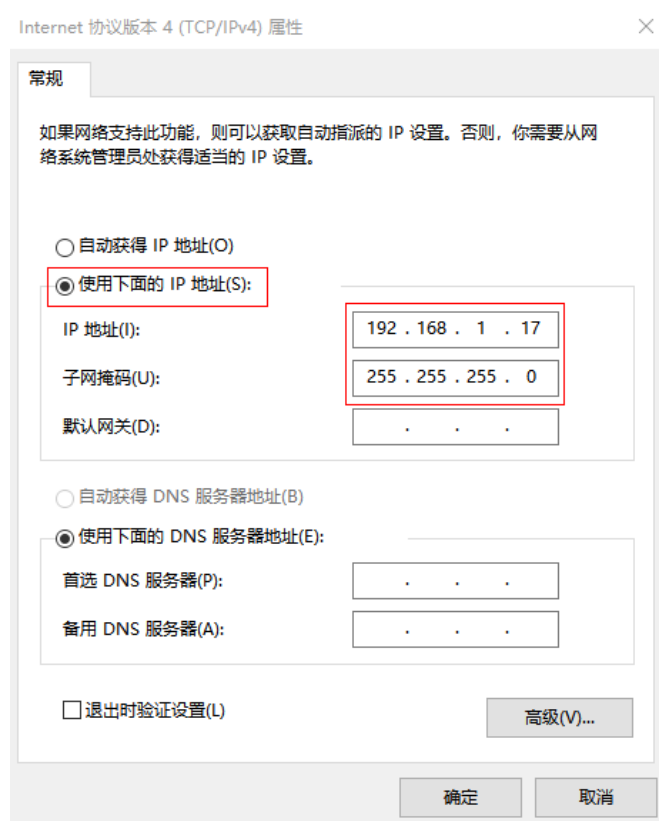 Internet 协议版本 4 (TCP/IPv4) 属性
常规
如果网络支持此功能，则可以获取自动指派的 IP 设置。否则，你需要从网
络系统管理员处获得适当的 IP 设置。
自动获得 IP 地址(O)
使用下面的 IP 地址(S):
IP 地址(I): 192 . 168 . 1 . 17
子网掩码(U): 255 . 255 . 255 . 0
默认网关(D): . . .
自动获得 DNS 服务器地址(B)
使用下面的 DNS 服务器地址(E):
首选 DNS 服务器(P): . . .
备用 DNS 服务器(A): . . .
退出时验证设置(L)
高级(V)...
确定 取消